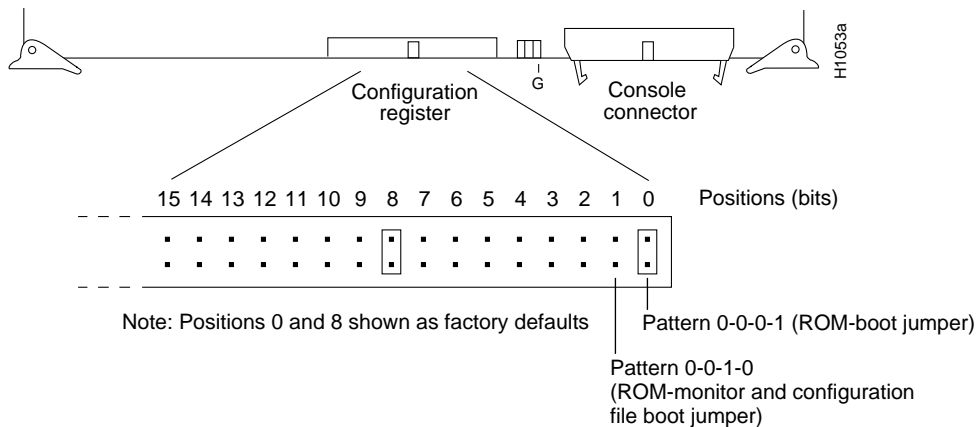 H1053a
G
Configuration
register
Console
connector
15 14 13 12 11 10 9 8 7 6 5 4 3 2 1 0 Positions (bits)
Note: Positions 0 and 8 shown as factory defaults
Pattern 0-0-0-1 (ROM-boot jumper)
Pattern 0-0-1-0
(ROM-monitor and configuration
file boot jumper)